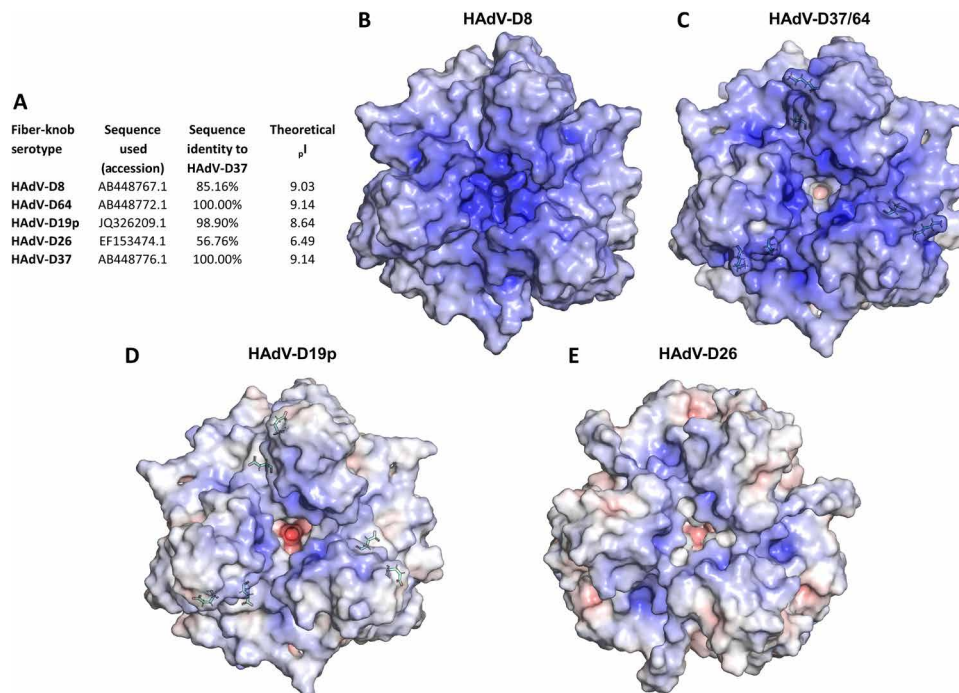 B
HAdV-D8
C
HAdV-D37/64
A
Fiber-knob serotype Sequence used (accession) Sequence identity to HAdV-D37 Theoretical pI
HAdV-D8 AB448767.1 85.16% 9.03
HAdV-D64 AB448772.1 100.00% 9.14
HAdV-D19p JQ326209.1 98.90% 8.64
HAdV-D26 EF153474.1 56.76% 6.49
HAdV-D37 AB448776.1 100.00% 9.14
D
HAdV-D19p
E
HAdV-D26